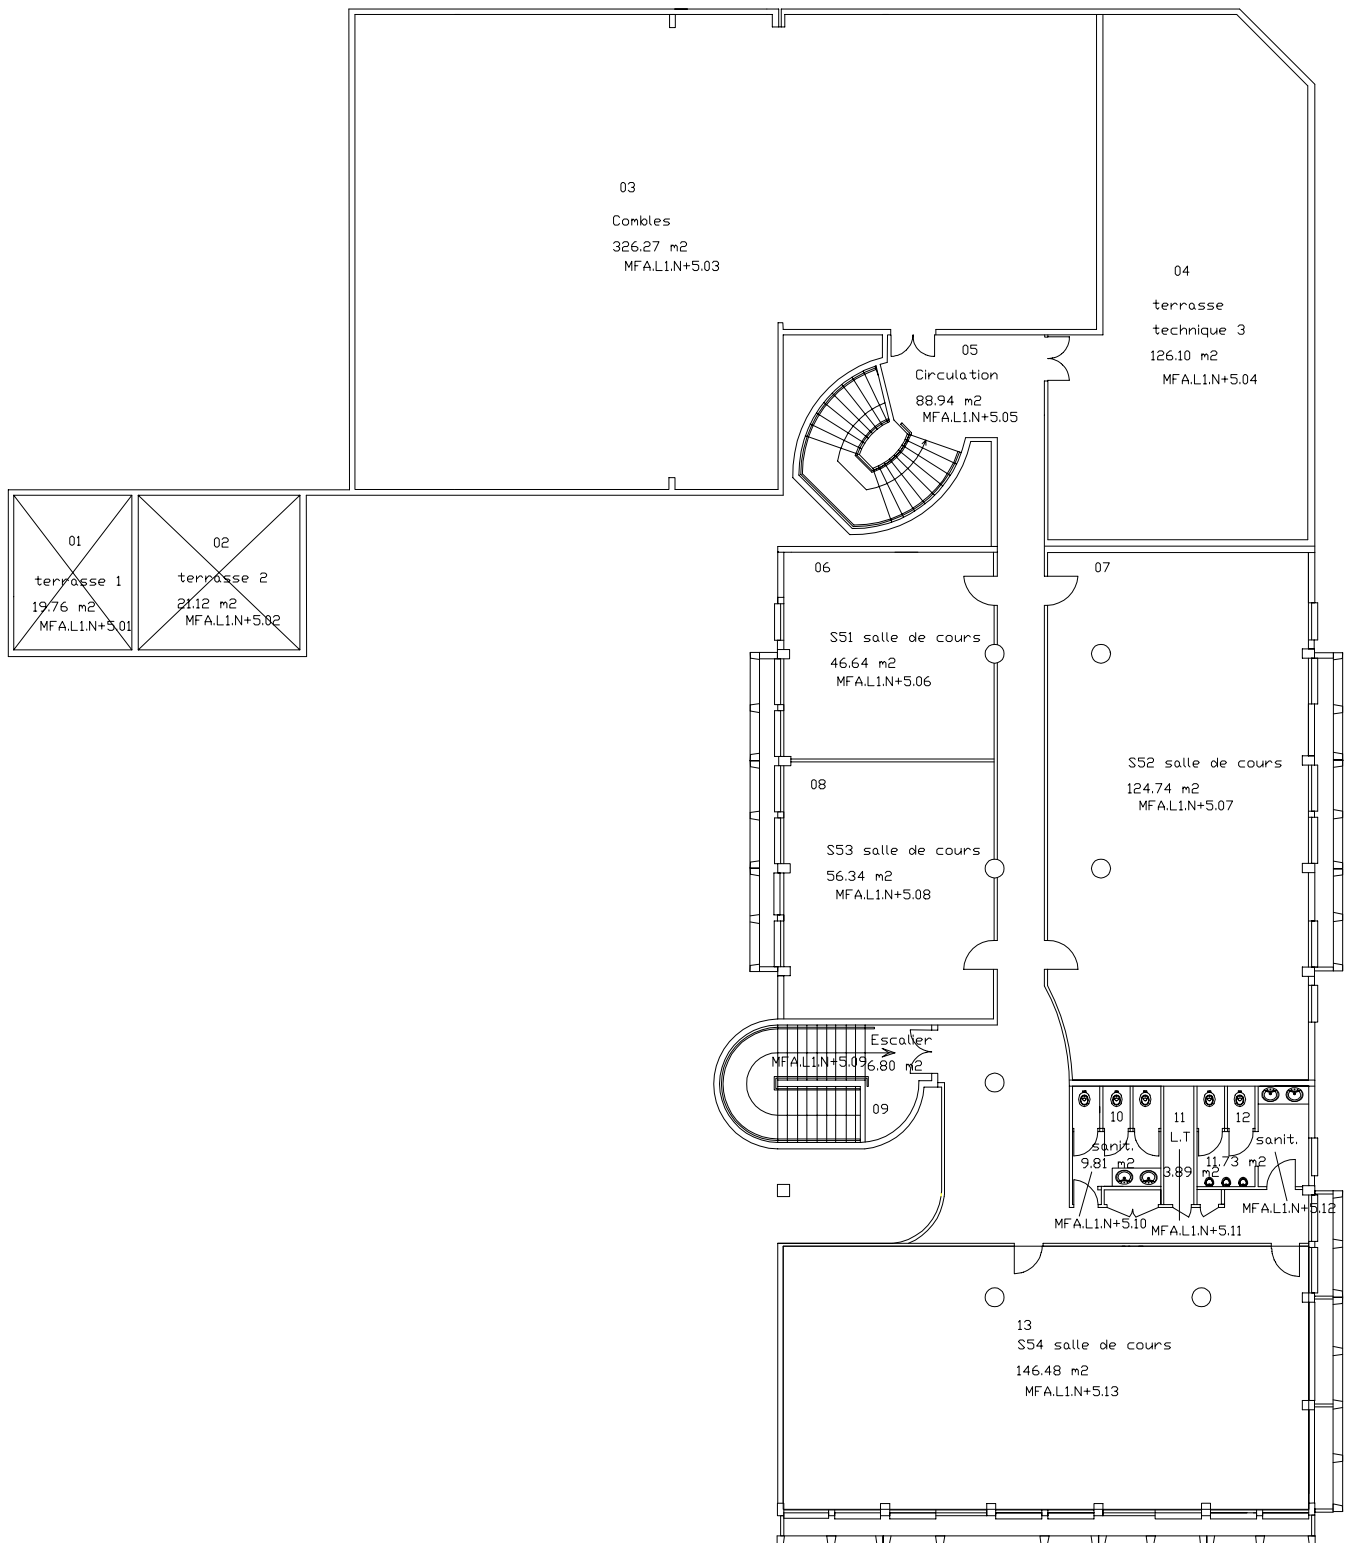 03
Combles
326.27 m2
MFA.L1.N+5.03
04
terrasse
technique 3
126.10 m2
MFA.L1.N+5.04
05
Circulation
88.94 m2
MFA.L1.N+5.05
01
terrasse 1
19.76 m2
MFA.L1.N+5.01
02
terrasse 2
21.12 m2
MFA.L1.N+5.02
06
S51 salle de cours
46.64 m2
MFA.L1.N+5.06
07
S52 salle de cours
124.74 m2
MFA.L1.N+5.07
08
S53 salle de cours
56.34 m2
MFA.L1.N+5.08
Escalier
MFA.L1.N+5.09
6.80 m2
09
10
sanit.
9.81 m2
MFA.L1.N+5.10
11
L.T
3.89 m2
MFA.L1.N+5.11
12
sanit.
11.73 m2
MFA.L1.N+5.12
13
S54 salle de cours
146.48 m2
MFA.L1.N+5.13